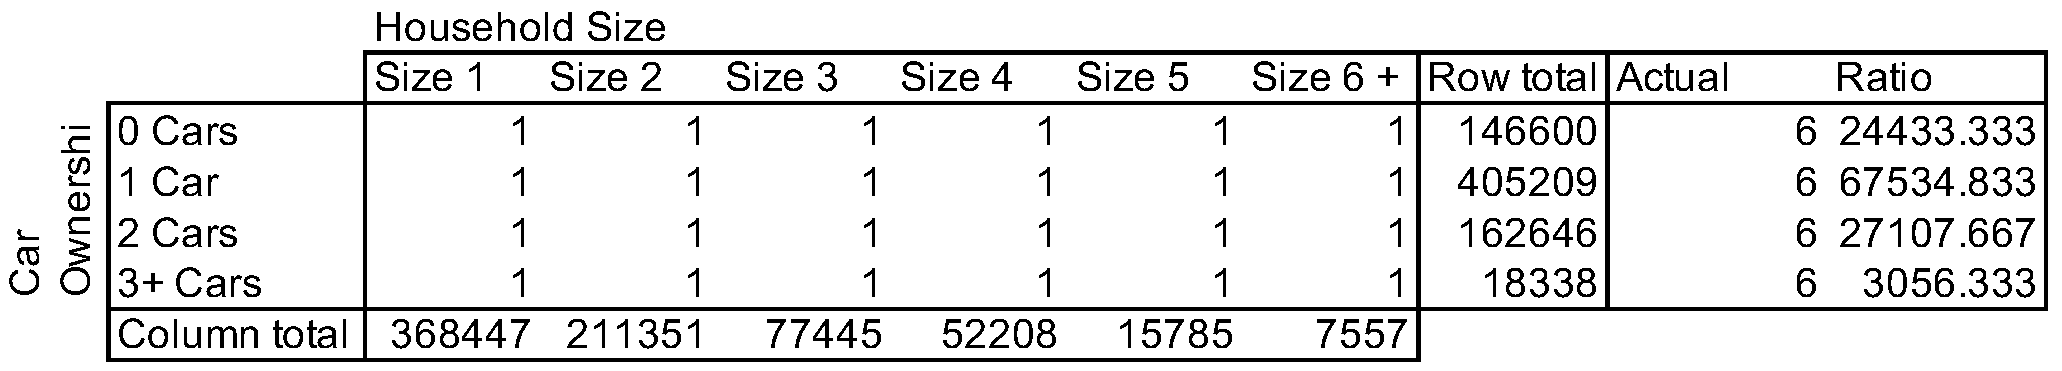 Household Size
Size 1 Size 2 Size 3 Size 4 Size 5 Size 6 + Row total Actual Ratio
Car
Ownershi
0 Cars 1 1 1 1 1 1 146600 6 24433.333
1 Car 1 1 1 1 1 1 405209 6 67534.833
2 Cars 1 1 1 1 1 1 162646 6 27107.667
3+ Cars 1 1 1 1 1 1 18338 6 3056.333
Column total 368447 211351 77445 52208 15785 7557